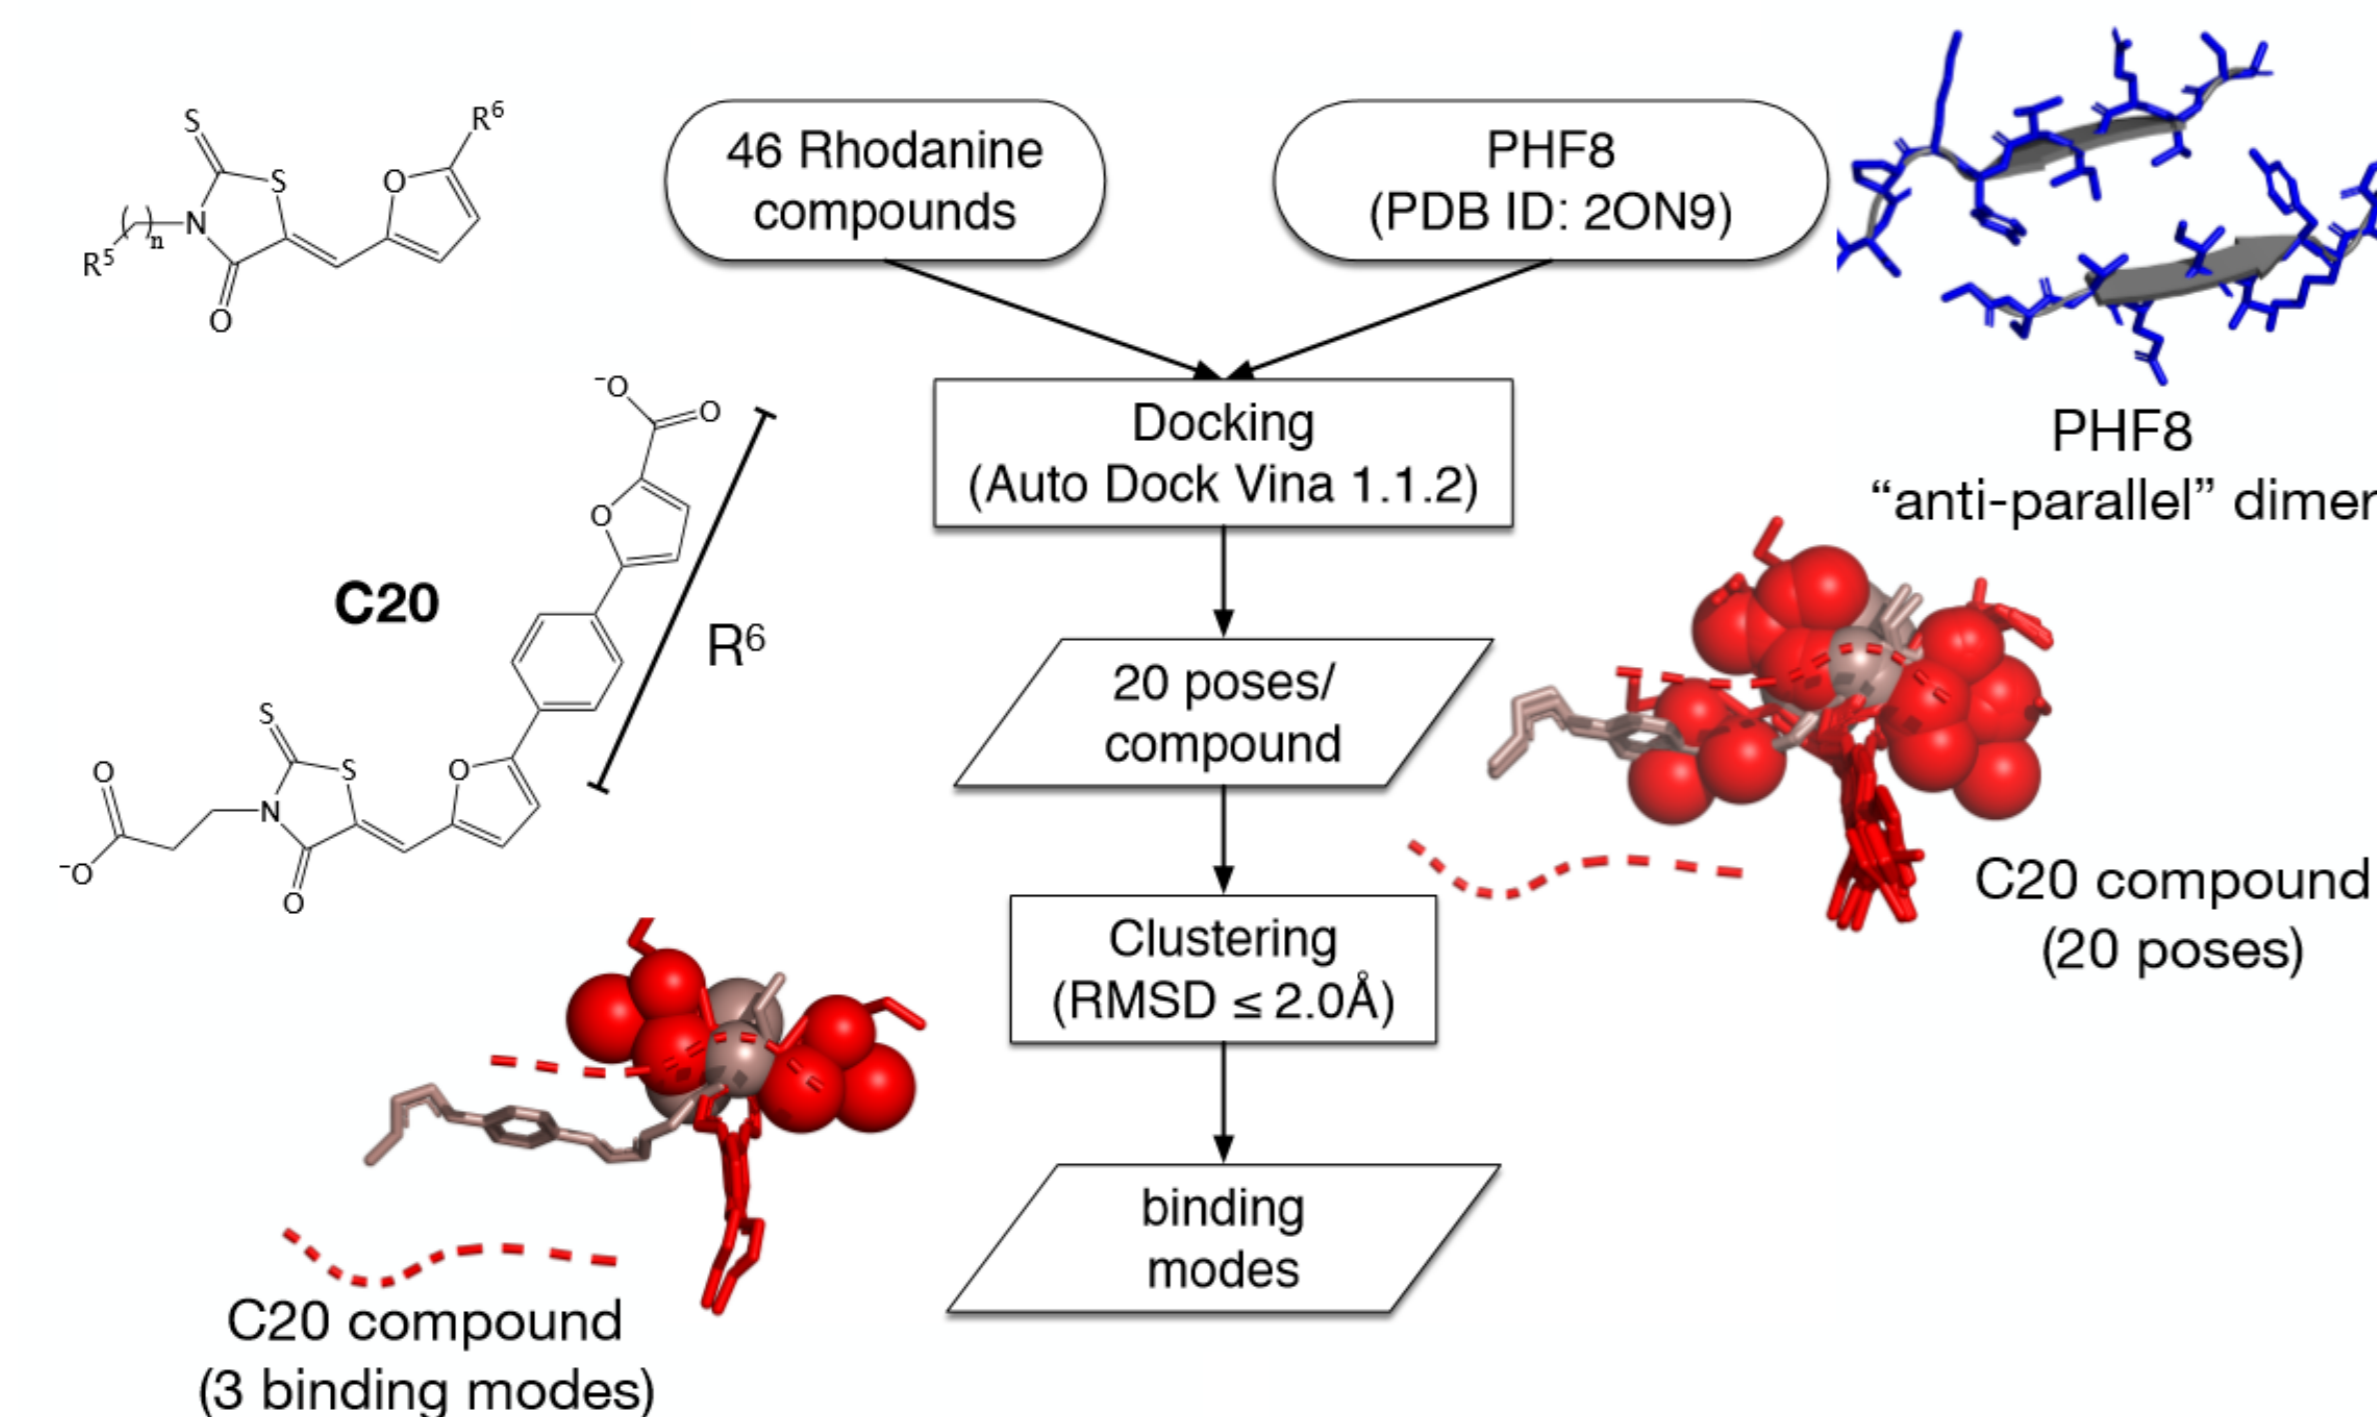 S
R⁶
S
O
N
( )n
R⁵
O
46 Rhodanine
compounds
PHF8
(PDB ID: 2ON9)
Docking
(Auto Dock Vina 1.1.2)
PHF8
“anti-parallel” dimer
⁻O
O
O
C20
R⁶
S
S
O
O
N
⁻O
O
20 poses/
compound
C20 compound
(20 poses)
Clustering
(RMSD ≤ 2.0Å)
binding
modes
C20 compound
(3 binding modes)